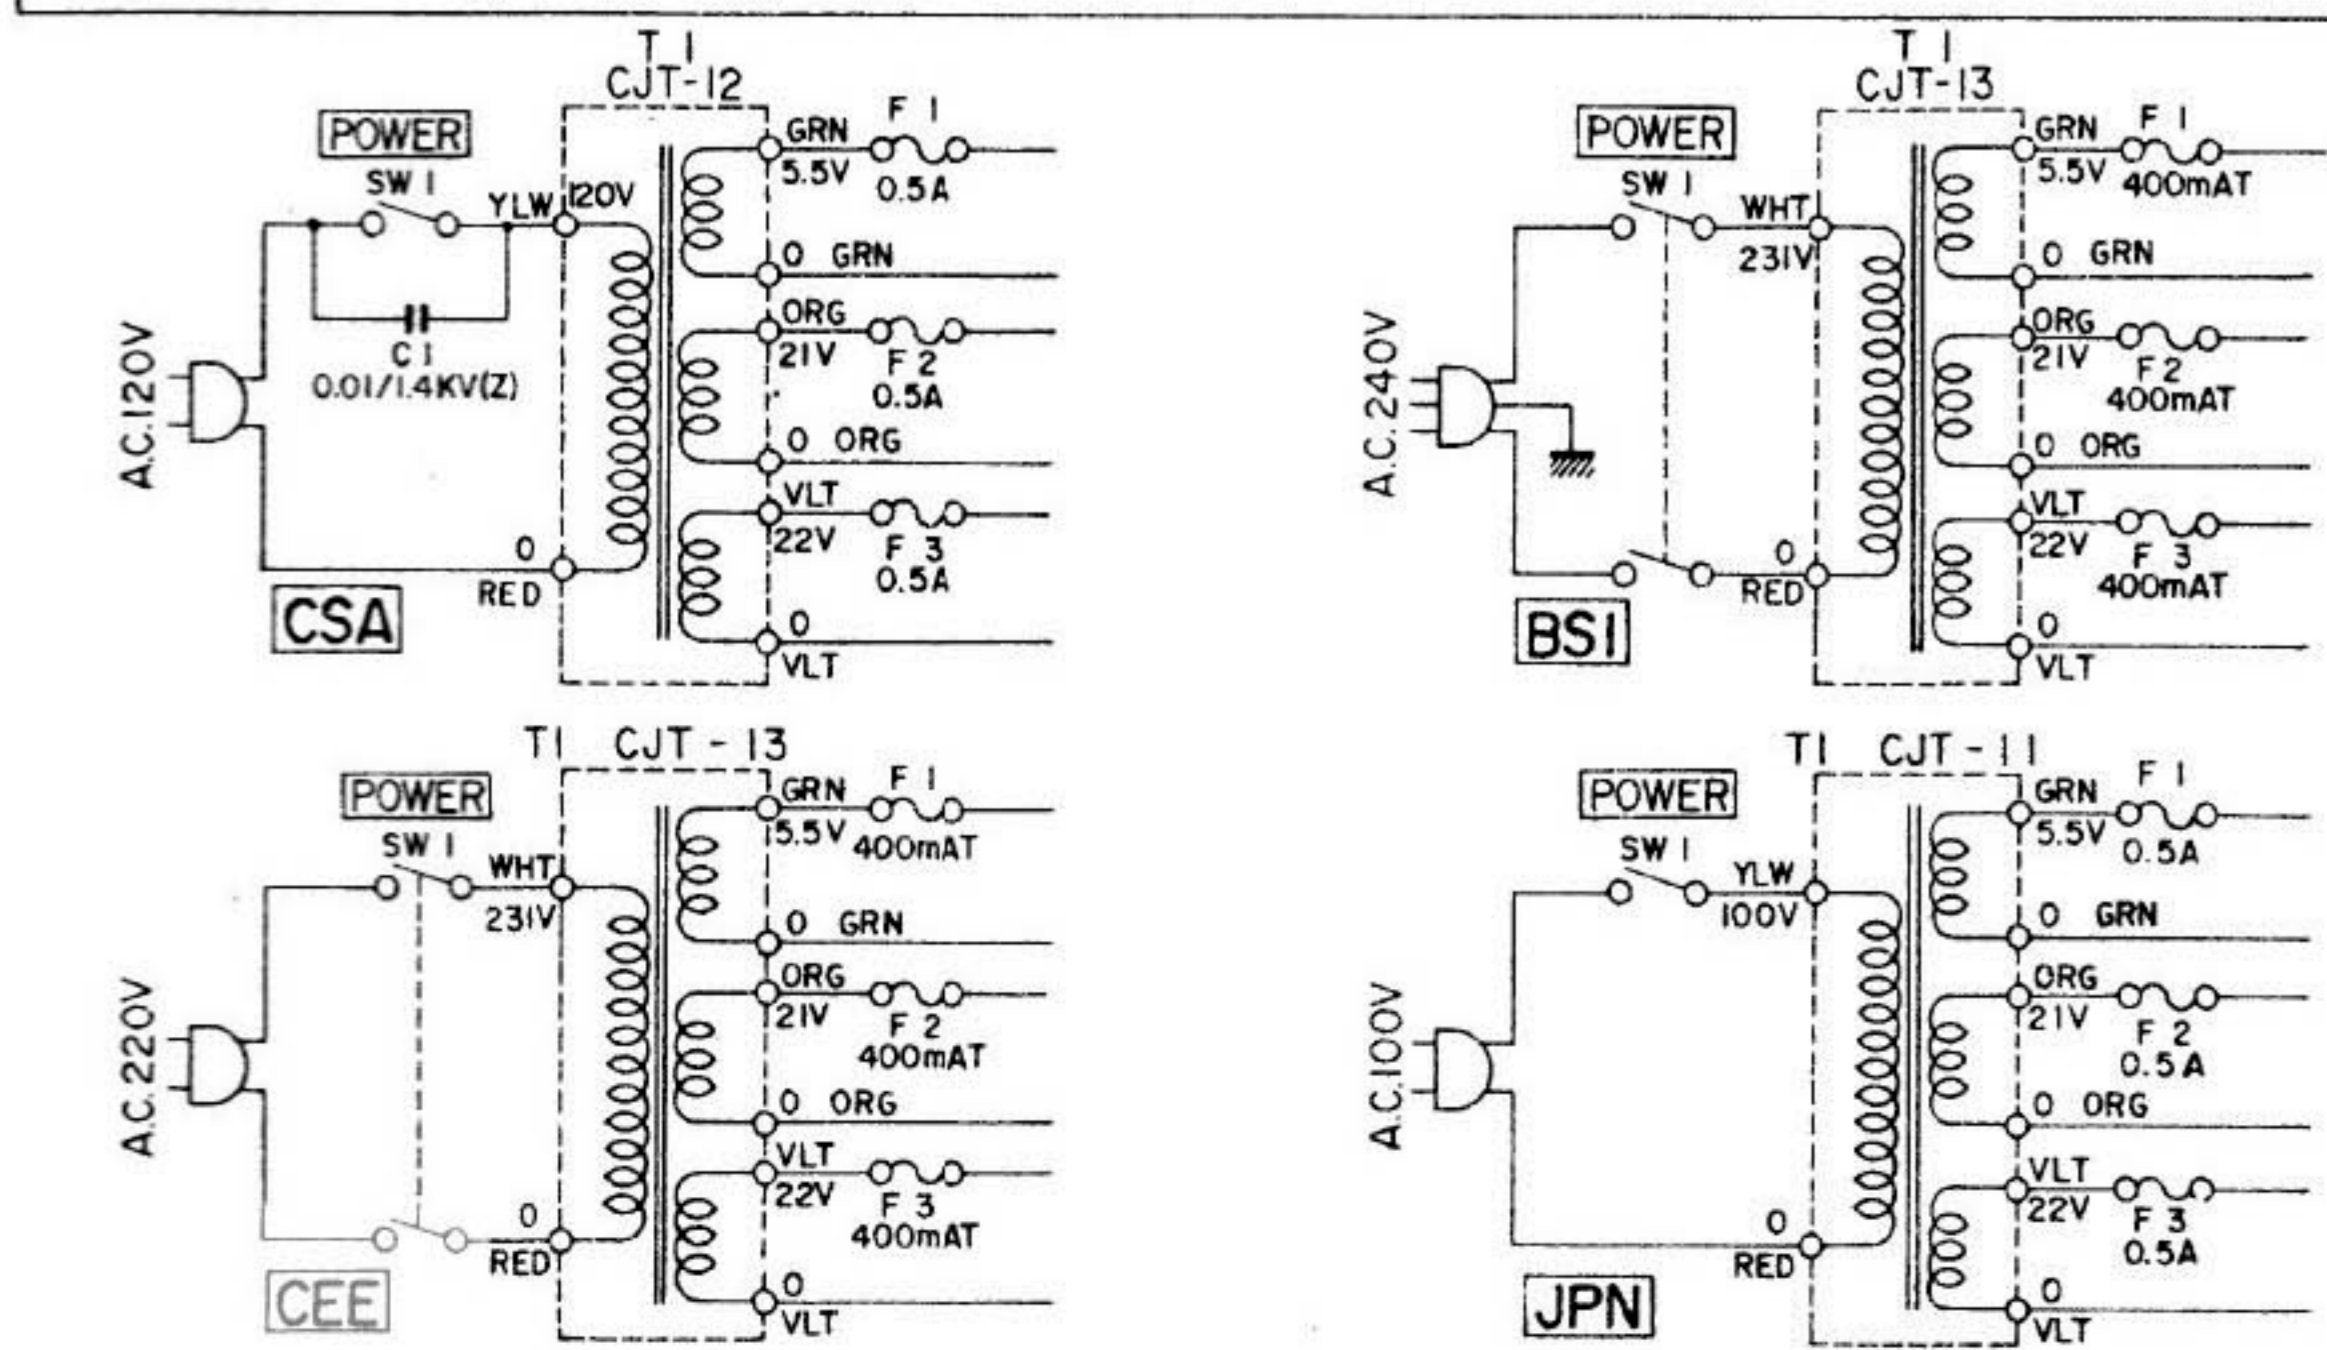 T 1
CJT-12
POWER
SW 1
YLW
120V
C 1
0.01/1.4KV(Z)
A.C.120V
0
RED
CSA
GRN
F 1
5.5V
0.5A
0 GRN
ORG
21V
F 2
0.5A
0 ORG
VLT
22V
F 3
0.5A
0
VLT
T 1
CJT-13
POWER
SW 1
WHT
231V
A.C.240V
0
RED
BSI
GRN
F 1
5.5V
400mAT
0 GRN
ORG
21V
F 2
400mAT
0 ORG
VLT
22V
F 3
400mAT
0
VLT
T1 CJT - 13
POWER
SW 1
WHT
231V
A.C.220V
0
RED
CEE
GRN
F 1
5.5V
400mAT
0 GRN
ORG
21V
F 2
400mAT
0 ORG
VLT
22V
F 3
400mAT
0
VLT
T1 CJT - 11
POWER
SW 1
YLW
100V
A.C.100V
0
RED
JPN
GRN
F 1
5.5V
0.5A
0 GRN
ORG
21V
F 2
0.5A
0 ORG
VLT
22V
F 3
0.5A
0
VLT